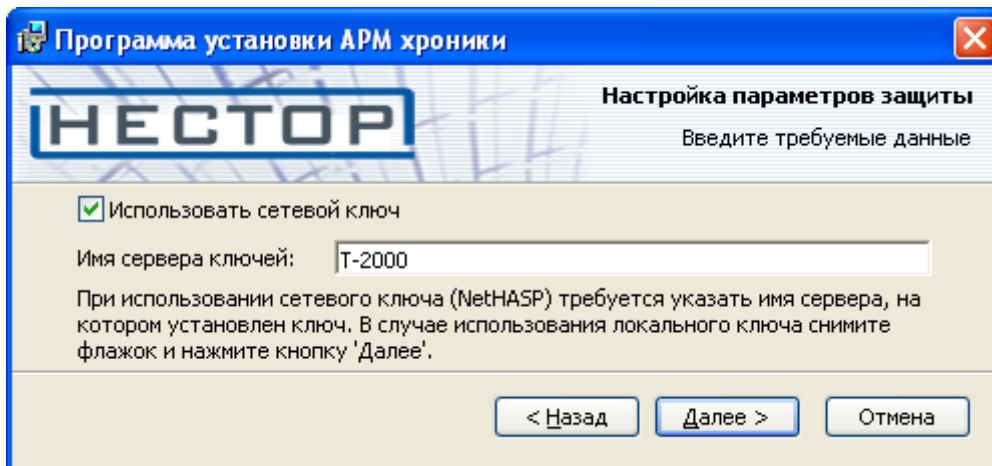 Программа установки АРМ хроники
НЕСТОР
Настройка параметров защиты
Введите требуемые данные
Использовать сетевой ключ
Имя сервера ключей: T-2000
При использовании сетевого ключа (NetHASP) требуется указать имя сервера, на
котором установлен ключ. В случае использования локального ключа снимите
флажок и нажмите кнопку 'Далее'.
< Назад Далее > Отмена